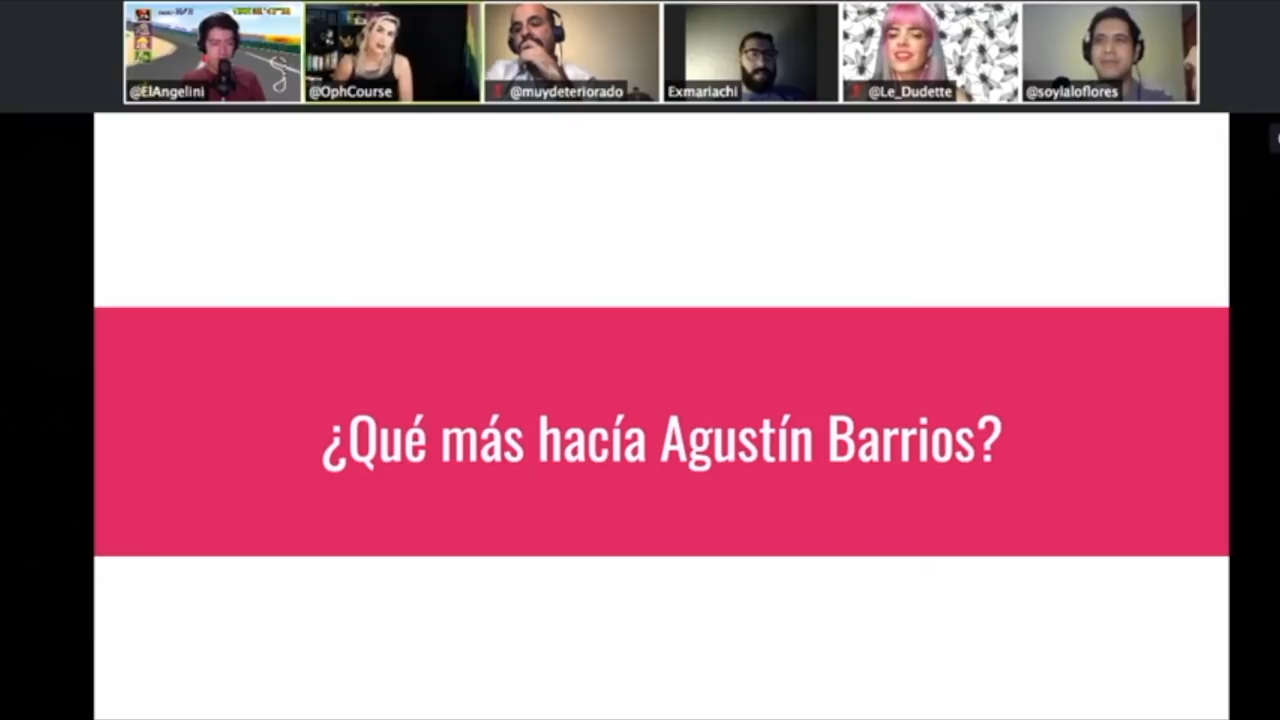 @ElAngelini
@OphCourse
@muydeteriorado
Exmariachi
@Le_Dudette
@soylaloflores
¿Qué más hacía Agustín Barrios?